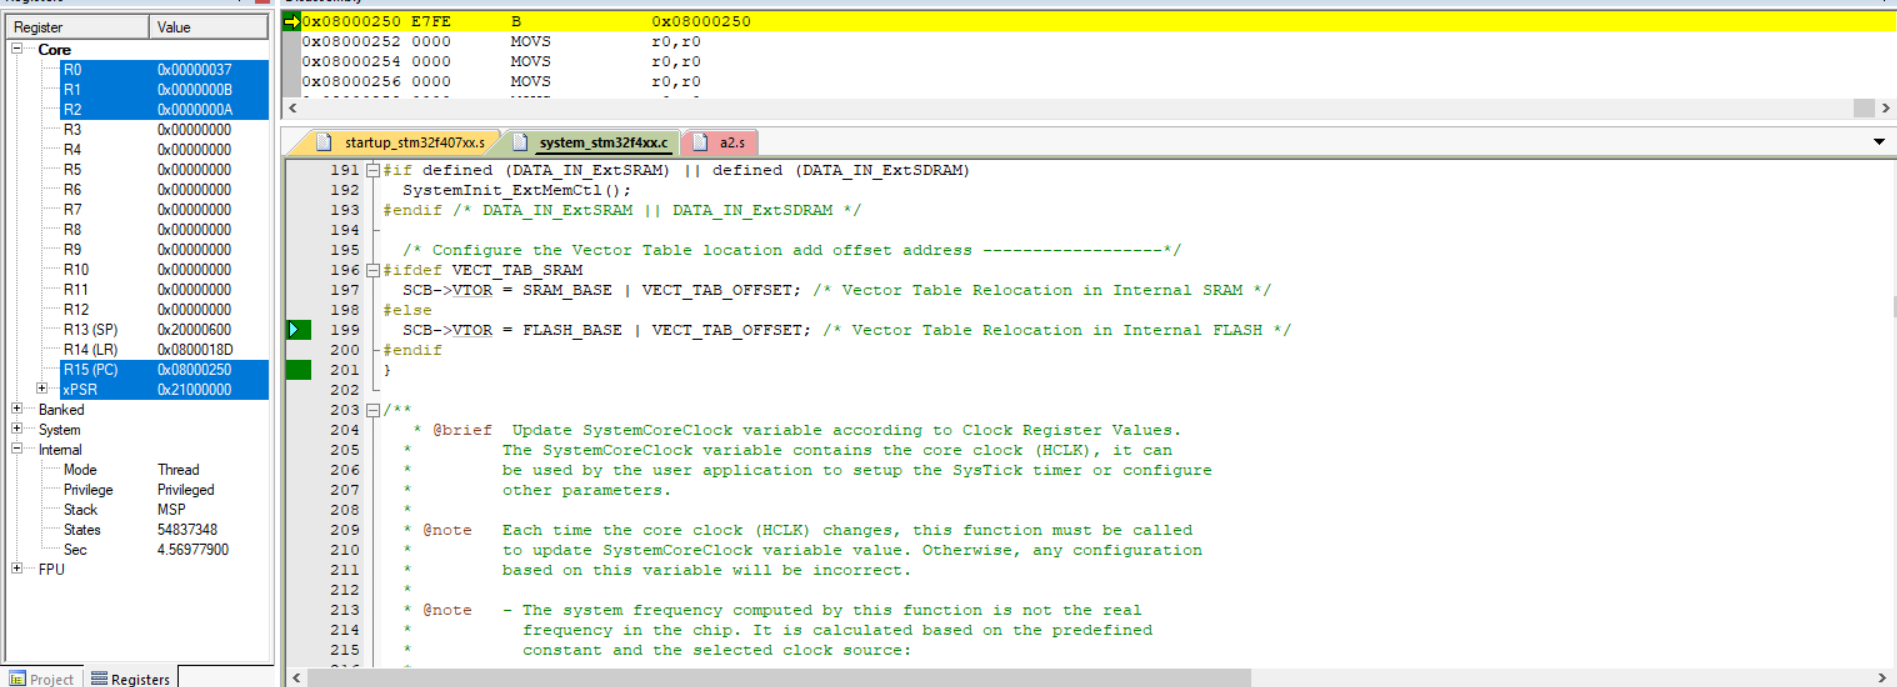 Register Value
Core
R0 0x00000037
R1 0x0000000B
R2 0x0000000A
R3 0x00000000
R4 0x00000000
R5 0x00000000
R6 0x00000000
R7 0x00000000
R8 0x00000000
R9 0x00000000
R10 0x00000000
R11 0x00000000
R12 0x00000000
R13 (SP) 0x20000600
R14 (LR) 0x0800018D
R15 (PC) 0x08000250
xPSR 0x21000000
Banked
System
Internal
Mode Thread
Privilege Privileged
Stack MSP
States 54837348
Sec 4.56977900
FPU
Project Registers
0x08000250 E7FE B 0x08000250
0x08000252 0000 MOVS r0,r0
0x08000254 0000 MOVS r0,r0
0x08000256 0000 MOVS r0,r0
startup_stm32f407xx.s system_stm32f4xx.c a2.s
191 #if defined (DATA_IN_ExtSRAM) || defined (DATA_IN_ExtSDRAM)
192 SystemInit_ExtMemCtl();
193 #endif /* DATA_IN_ExtSRAM || DATA_IN_ExtSDRAM */
194
195 /* Configure the Vector Table location add offset address ------------------*/
196 #ifdef VECT_TAB_SRAM
197 SCB->VTOR = SRAM_BASE | VECT_TAB_OFFSET; /* Vector Table Relocation in Internal SRAM */
198 #else
199 SCB->VTOR = FLASH_BASE | VECT_TAB_OFFSET; /* Vector Table Relocation in Internal FLASH */
200 #endif
201 }
202
203 /**
204 * @brief Update SystemCoreClock variable according to Clock Register Values.
205 * The SystemCoreClock variable contains the core clock (HCLK), it can
206 * be used by the user application to setup the SysTick timer or configure
207 * other parameters.
208 *
209 * @note Each time the core clock (HCLK) changes, this function must be called
210 * to update SystemCoreClock variable value. Otherwise, any configuration
211 * based on this variable will be incorrect.
212 *
213 * @note - The system frequency computed by this function is not the real
214 * frequency in the chip. It is calculated based on the predefined
215 * constant and the selected clock source: